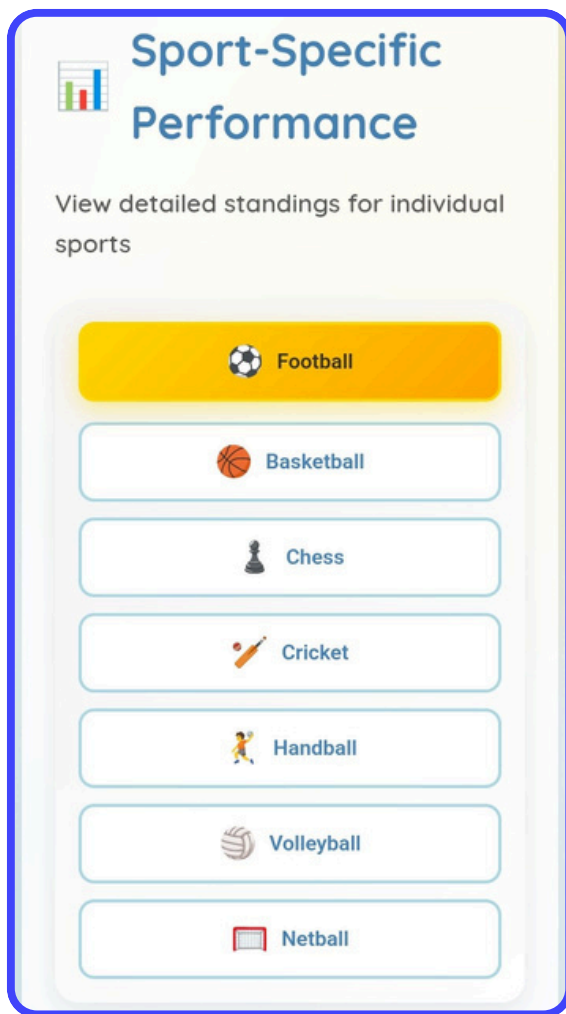 Sport-Specific
Performance
View detailed standings for individual
sports
Football
Basketball
Chess
Cricket
Handball
Volleyball
Netball